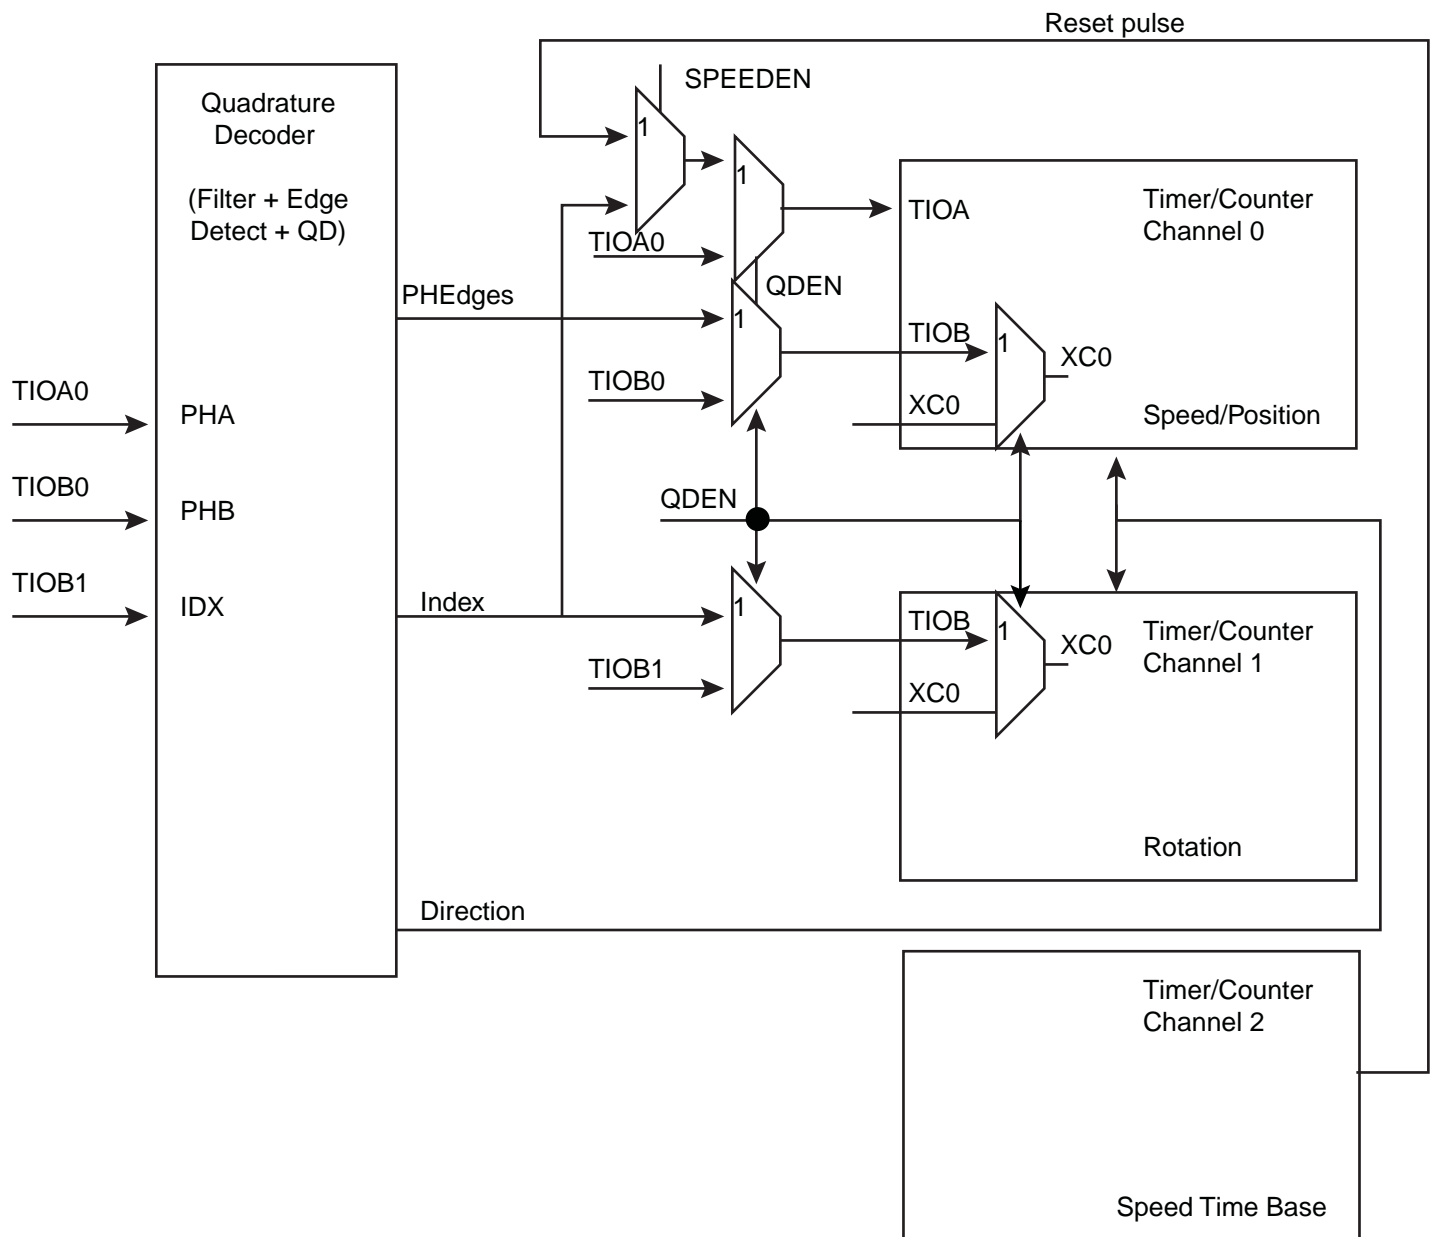 Reset pulse
SPEEDEN
Quadrature
Decoder
(Filter + Edge
Detect + QD)
1
1
TIOA
Timer/Counter
Channel 0
TIOA0
QDEN
PHEdges
1
TIOB
1
XC0
TIOB0
XC0
Speed/Position
TIOA0
PHA
TIOB0
PHB
QDEN
TIOB1
IDX
Index
1
TIOB
1
XC0
Timer/Counter
Channel 1
TIOB1
XC0
Rotation
Direction
Timer/Counter
Channel 2
Speed Time Base